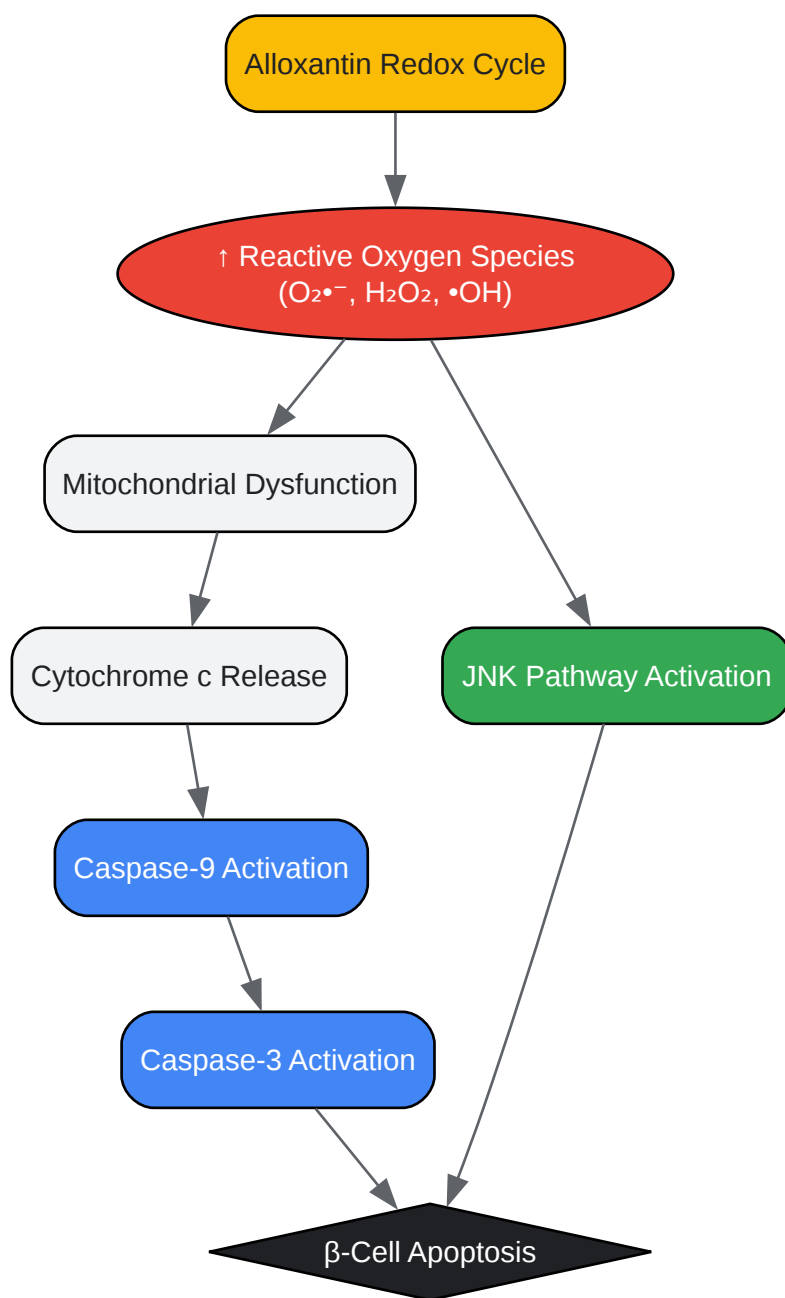 Alloxantin Redox Cycle
↑ Reactive Oxygen Species
(O₂•⁻, H₂O₂, •OH)
Mitochondrial Dysfunction
Cytochrome c Release
JNK Pathway Activation
Caspase-9 Activation
Caspase-3 Activation
β-Cell Apoptosis